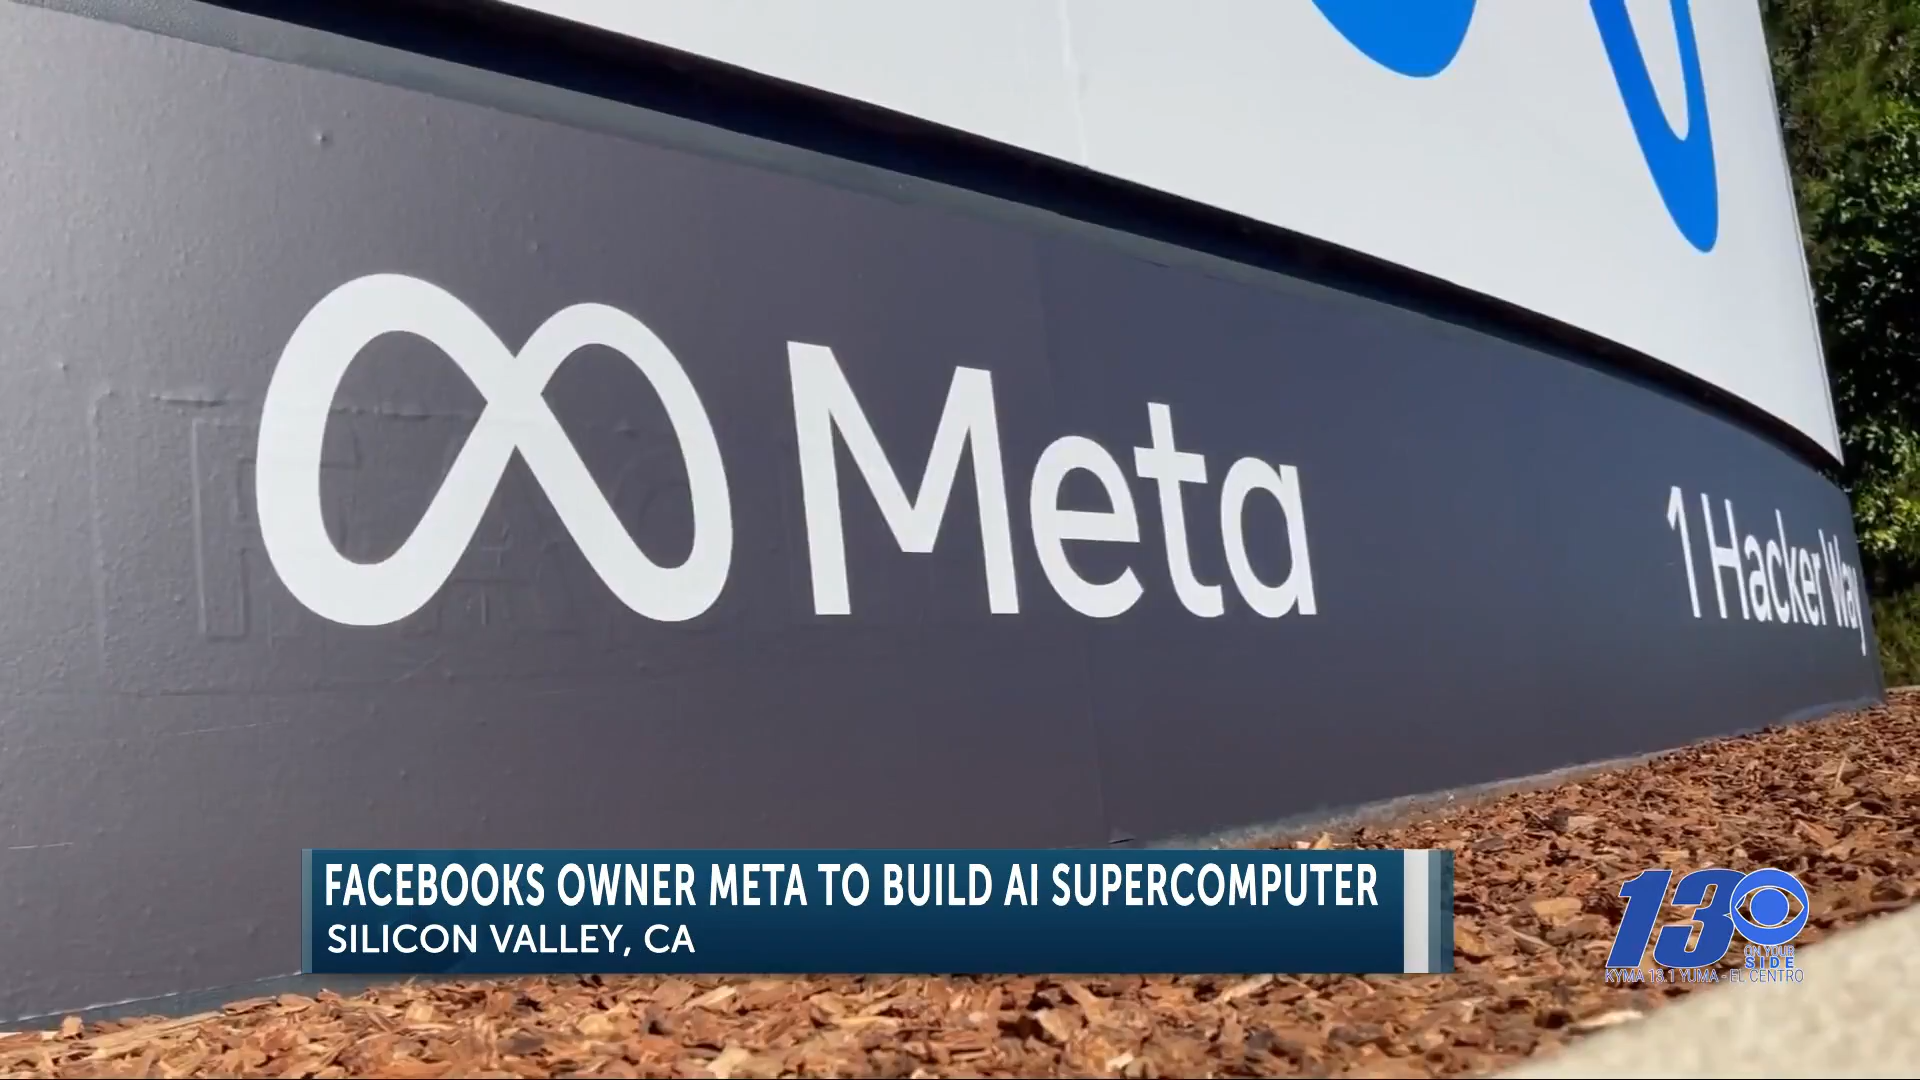 Meta
1 Hacker Way
FACEBOOKS OWNER META TO BUILD AI SUPERCOMPUTER
SILICON VALLEY, CA
13
ON YOUR
SIDE
KYMA 13.1 YUMA - EL CENTRO